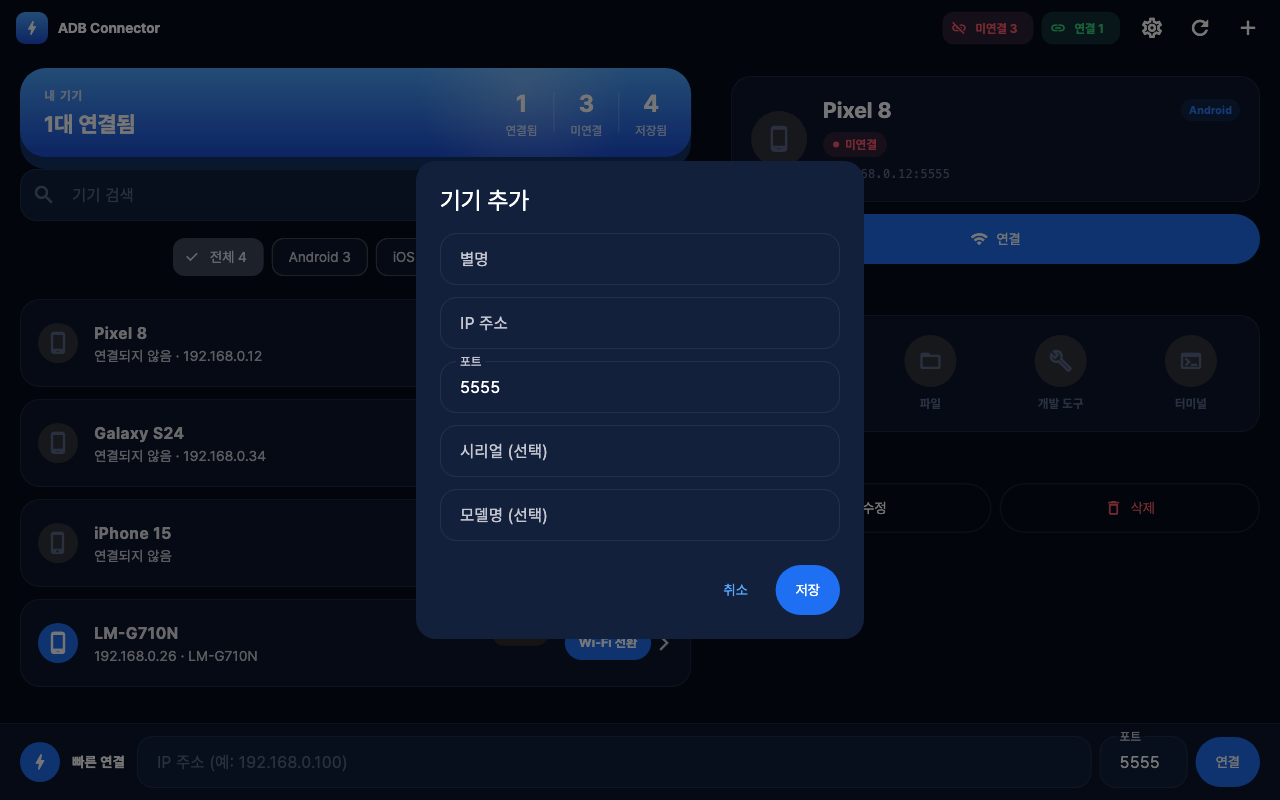 ADB Connector
미연결 3
연결 1
내 기기
1대 연결됨
1
연결됨
3
미연결
4
저장됨
기기 검색
전체 4
Android 3
iOS
Pixel 8
연결되지 않음 · 192.168.0.12
Galaxy S24
연결되지 않음 · 192.168.0.34
iPhone 15
연결되지 않음
LM-G710N
192.168.0.26 · LM-G710N
Wi-Fi 전환
Pixel 8
Android
미연결
68.0.12:5555
연결
파일
개발 도구
터미널
수정
삭제
기기 추가
별명
IP 주소
포트
5555
시리얼 (선택)
모델명 (선택)
취소
저장
빠른 연결
IP 주소 (예: 192.168.0.100)
포트
5555
연결